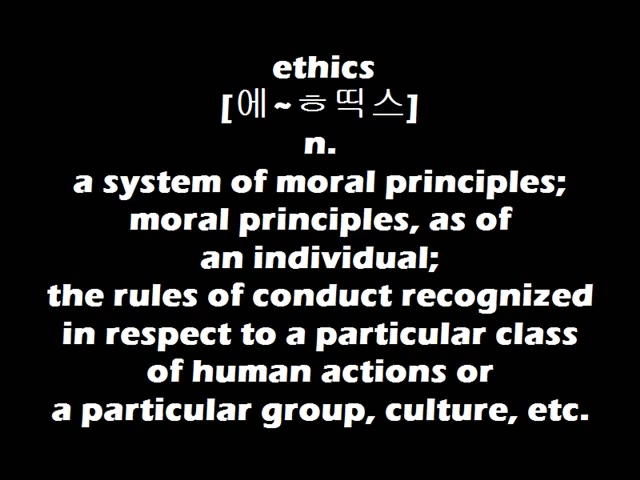 ethics
[에~ㅎ띡스]
n.
a system of moral principles;
moral principles, as of
an individual;
the rules of conduct recognized
in respect to a particular class
of human actions or
a particular group, culture, etc.